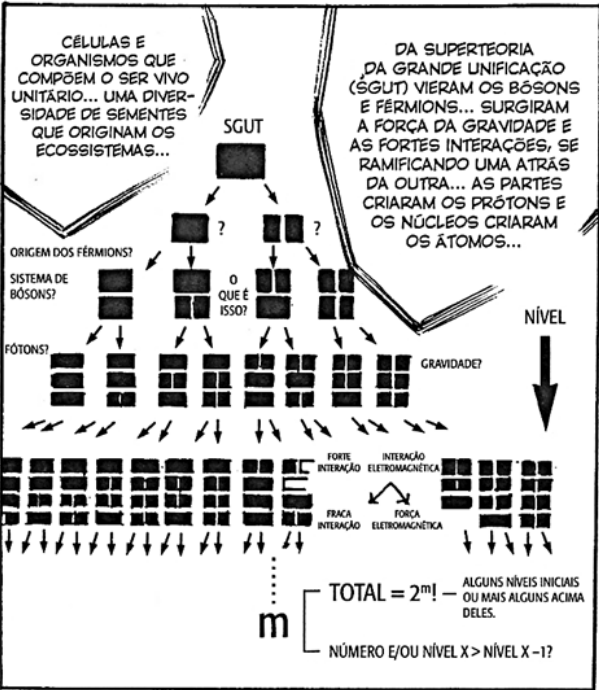 CÉLULAS E
ORGANISMOS QUE
COMPÕEM O SER VIVO
UNITÁRIO... UMA DIVER-
SIDADE DE SEMENTES
QUE ORIGINAM OS
ECOSSISTEMAS...
DA SUPERTEORIA
DA GRANDE UNIFICAÇÃO
(SGUT) VIERAM OS BÓSONS
E FÉRMIONS... SURGIRAM
A FORÇA DA GRAVIDADE E
AS FORTES INTERAÇÕES, SE
RAMIFICANDO UMA ATRÁS
DA OUTRA... AS PARTES
CRIARAM OS PRÓTONS E
OS NÚCLEOS CRIARAM
OS ÁTOMOS...
SGUT
? ?
ORIGEM DOS FÉRMIONS?
SISTEMA DE
BÓSONS?
O
QUE É
ISSO?
NÍVEL
FÓTONS?
GRAVIDADE?
FORTE
INTERAÇÃO
INTERAÇÃO
ELETROMAGNÉTICA
FRACA
INTERAÇÃO
FORÇA
ELETROMAGNÉTICA
m
TOTAL = 2ᵐ! — ALGUNS NÍVEIS INICIAIS
OU MAIS ALGUNS ACIMA
DELES.
NÚMERO E/OU NÍVEL X > NÍVEL X –1?